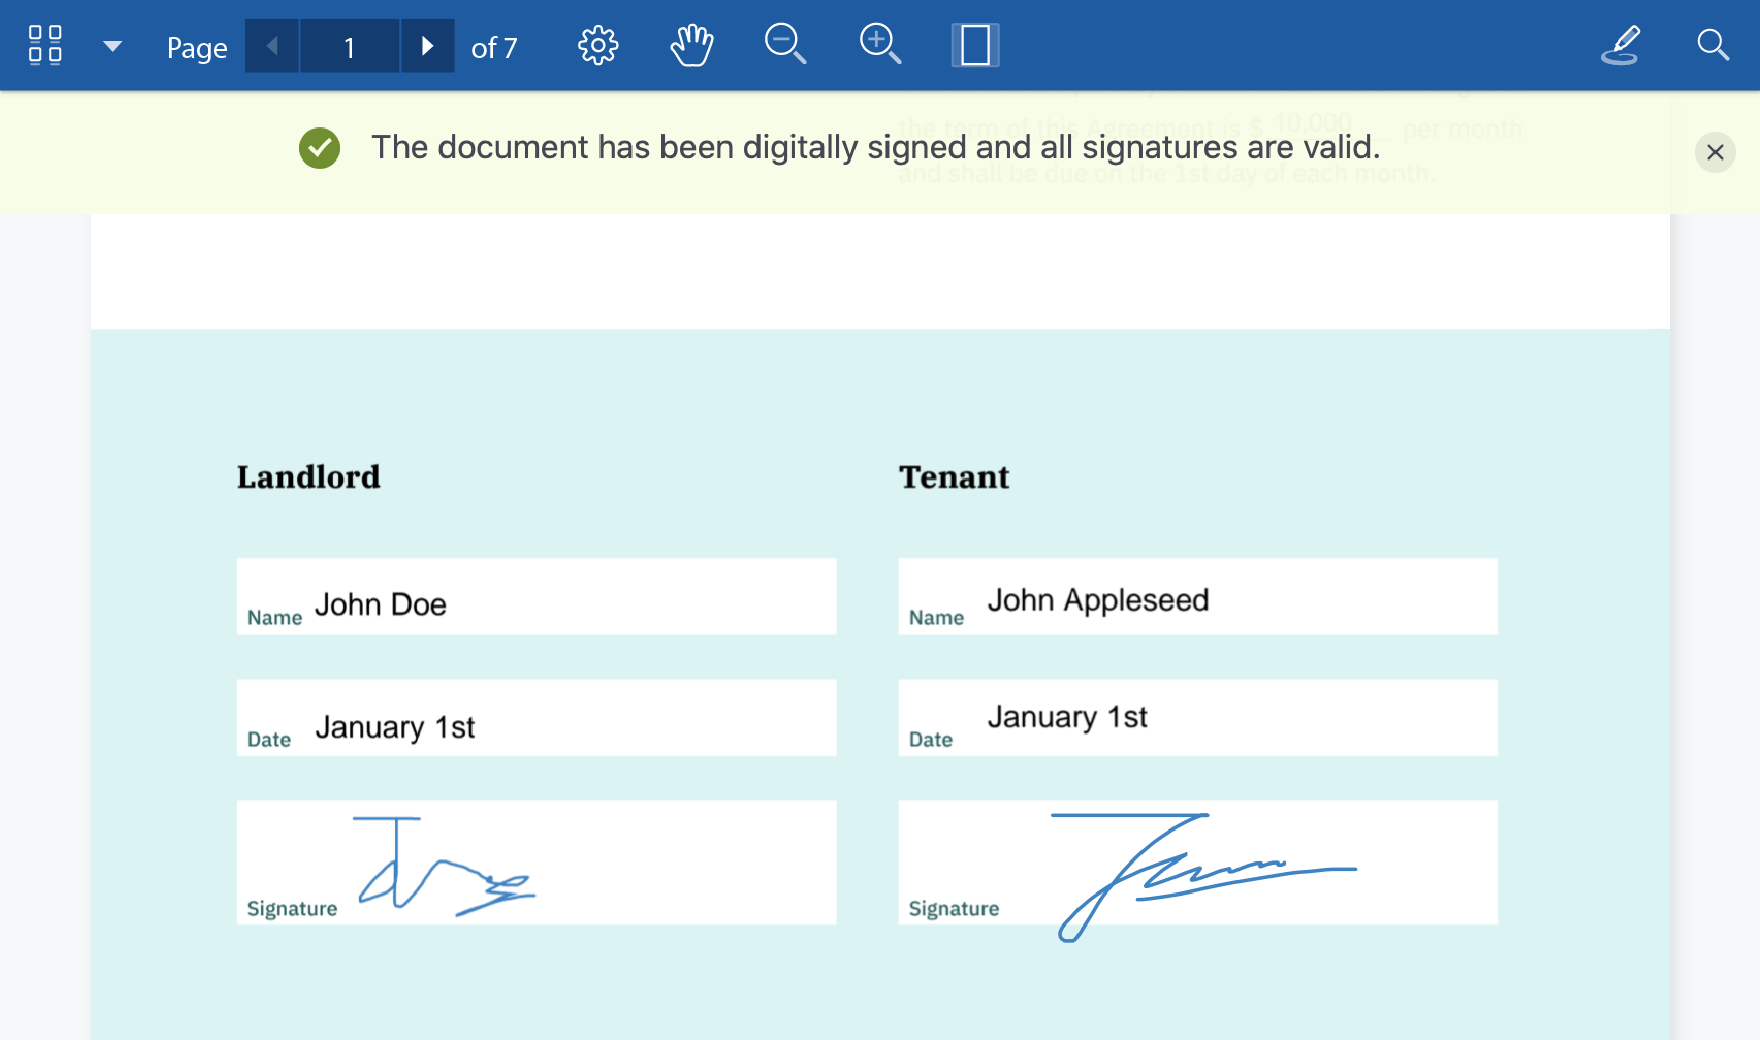 Page 1 of 7
the term of this Agreement is $ 10,000 per month
The document has been digitally signed and all signatures are valid.
and shall be due on the 1st day of each month.
Landlord
Name John Doe
Date January 1st
Signature
Tenant
Name John Appleseed
Date January 1st
Signature